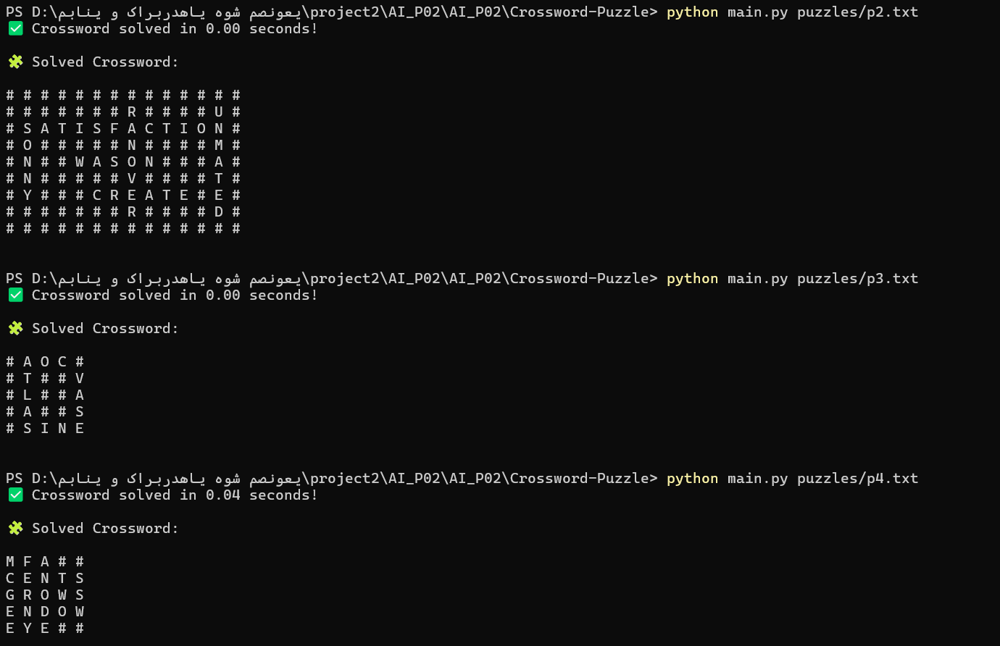 PS D:\یعونصم شوه یاهدربراک و ینابم\project2\AI_P02\AI_P02\Crossword-Puzzle> python main.py puzzles/p2.txt
✅ Crossword solved in 0.00 seconds!
🧩 Solved Crossword:
# # # # # # # # # # # # # #
# # # # # # # R # # # # U #
# S A T I S F A C T I O N #
# O # # # # # N # # # # M #
# N # # W A S O N # # # A #
# N # # # # # V # # # # T #
# Y # # # C R E A T E # E #
# # # # # # # R # # # # D #
# # # # # # # # # # # # # #
PS D:\یعونصم شوه یاهدربراک و ینابم\project2\AI_P02\AI_P02\Crossword-Puzzle> python main.py puzzles/p3.txt
✅ Crossword solved in 0.00 seconds!
🧩 Solved Crossword:
# A O C #
# T # # V
# L # # A
# A # # S
# S I N E
PS D:\یعونصم شوه یاهدربراک و ینابم\project2\AI_P02\AI_P02\Crossword-Puzzle> python main.py puzzles/p4.txt
✅ Crossword solved in 0.04 seconds!
🧩 Solved Crossword:
M F A # #
C E N T S
G R O W S
E N D O W
E Y E # #